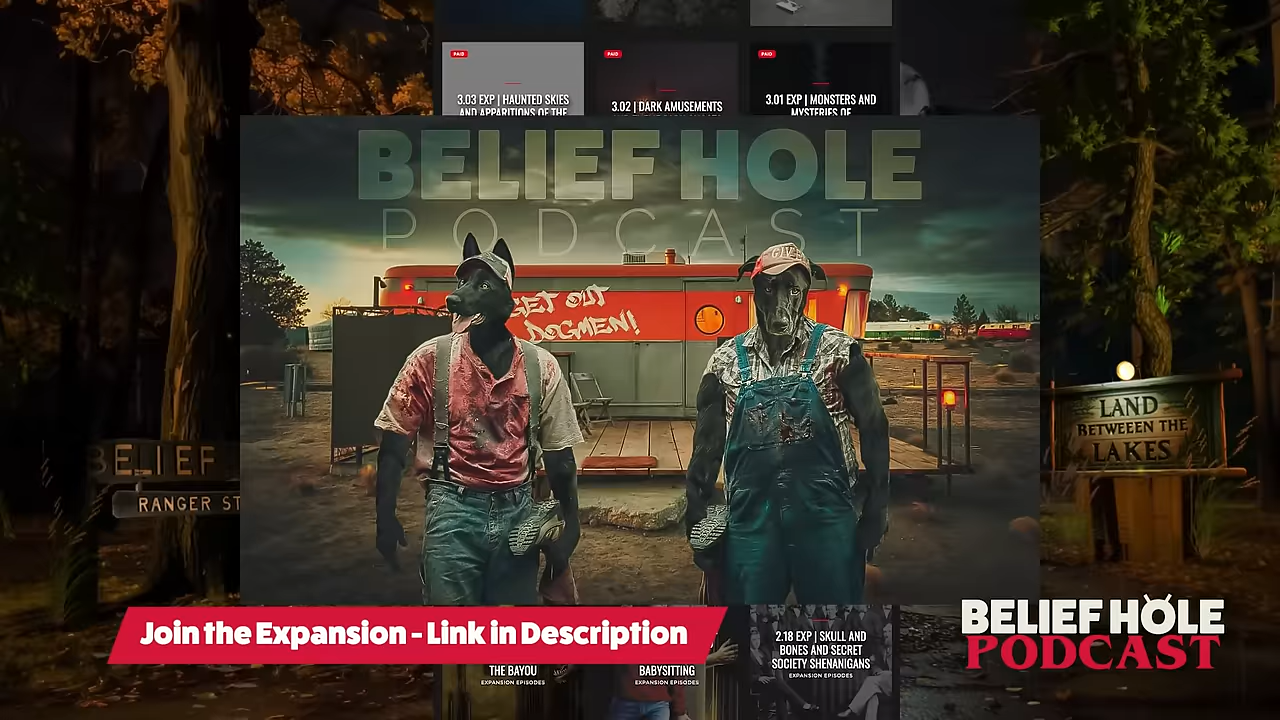 PAID
3.03 EXP | HAUNTED SKIES
AND APPARITIONS OF THE
PAID
3.02 | DARK AMUSEMENTS
PAID
3.01 EXP | MONSTERS AND
MYSTERIES OF
BELIEF HOLE
PODCAST
GET OUT
DOGMEN!
LAND
BETWEEEN THE
LAKES
BELIEF
RANGER ST
Join the Expansion - Link in Description
THE BAYOU
EXPANSION EPISODES
BABYSITTING
EXPANSION EPISODES
2.18 EXP | SKULL AND
BONES AND SECRET
SOCIETY SHENANIGANS
EXPANSION EPISODES
BELIEF HOLE
PODCAST